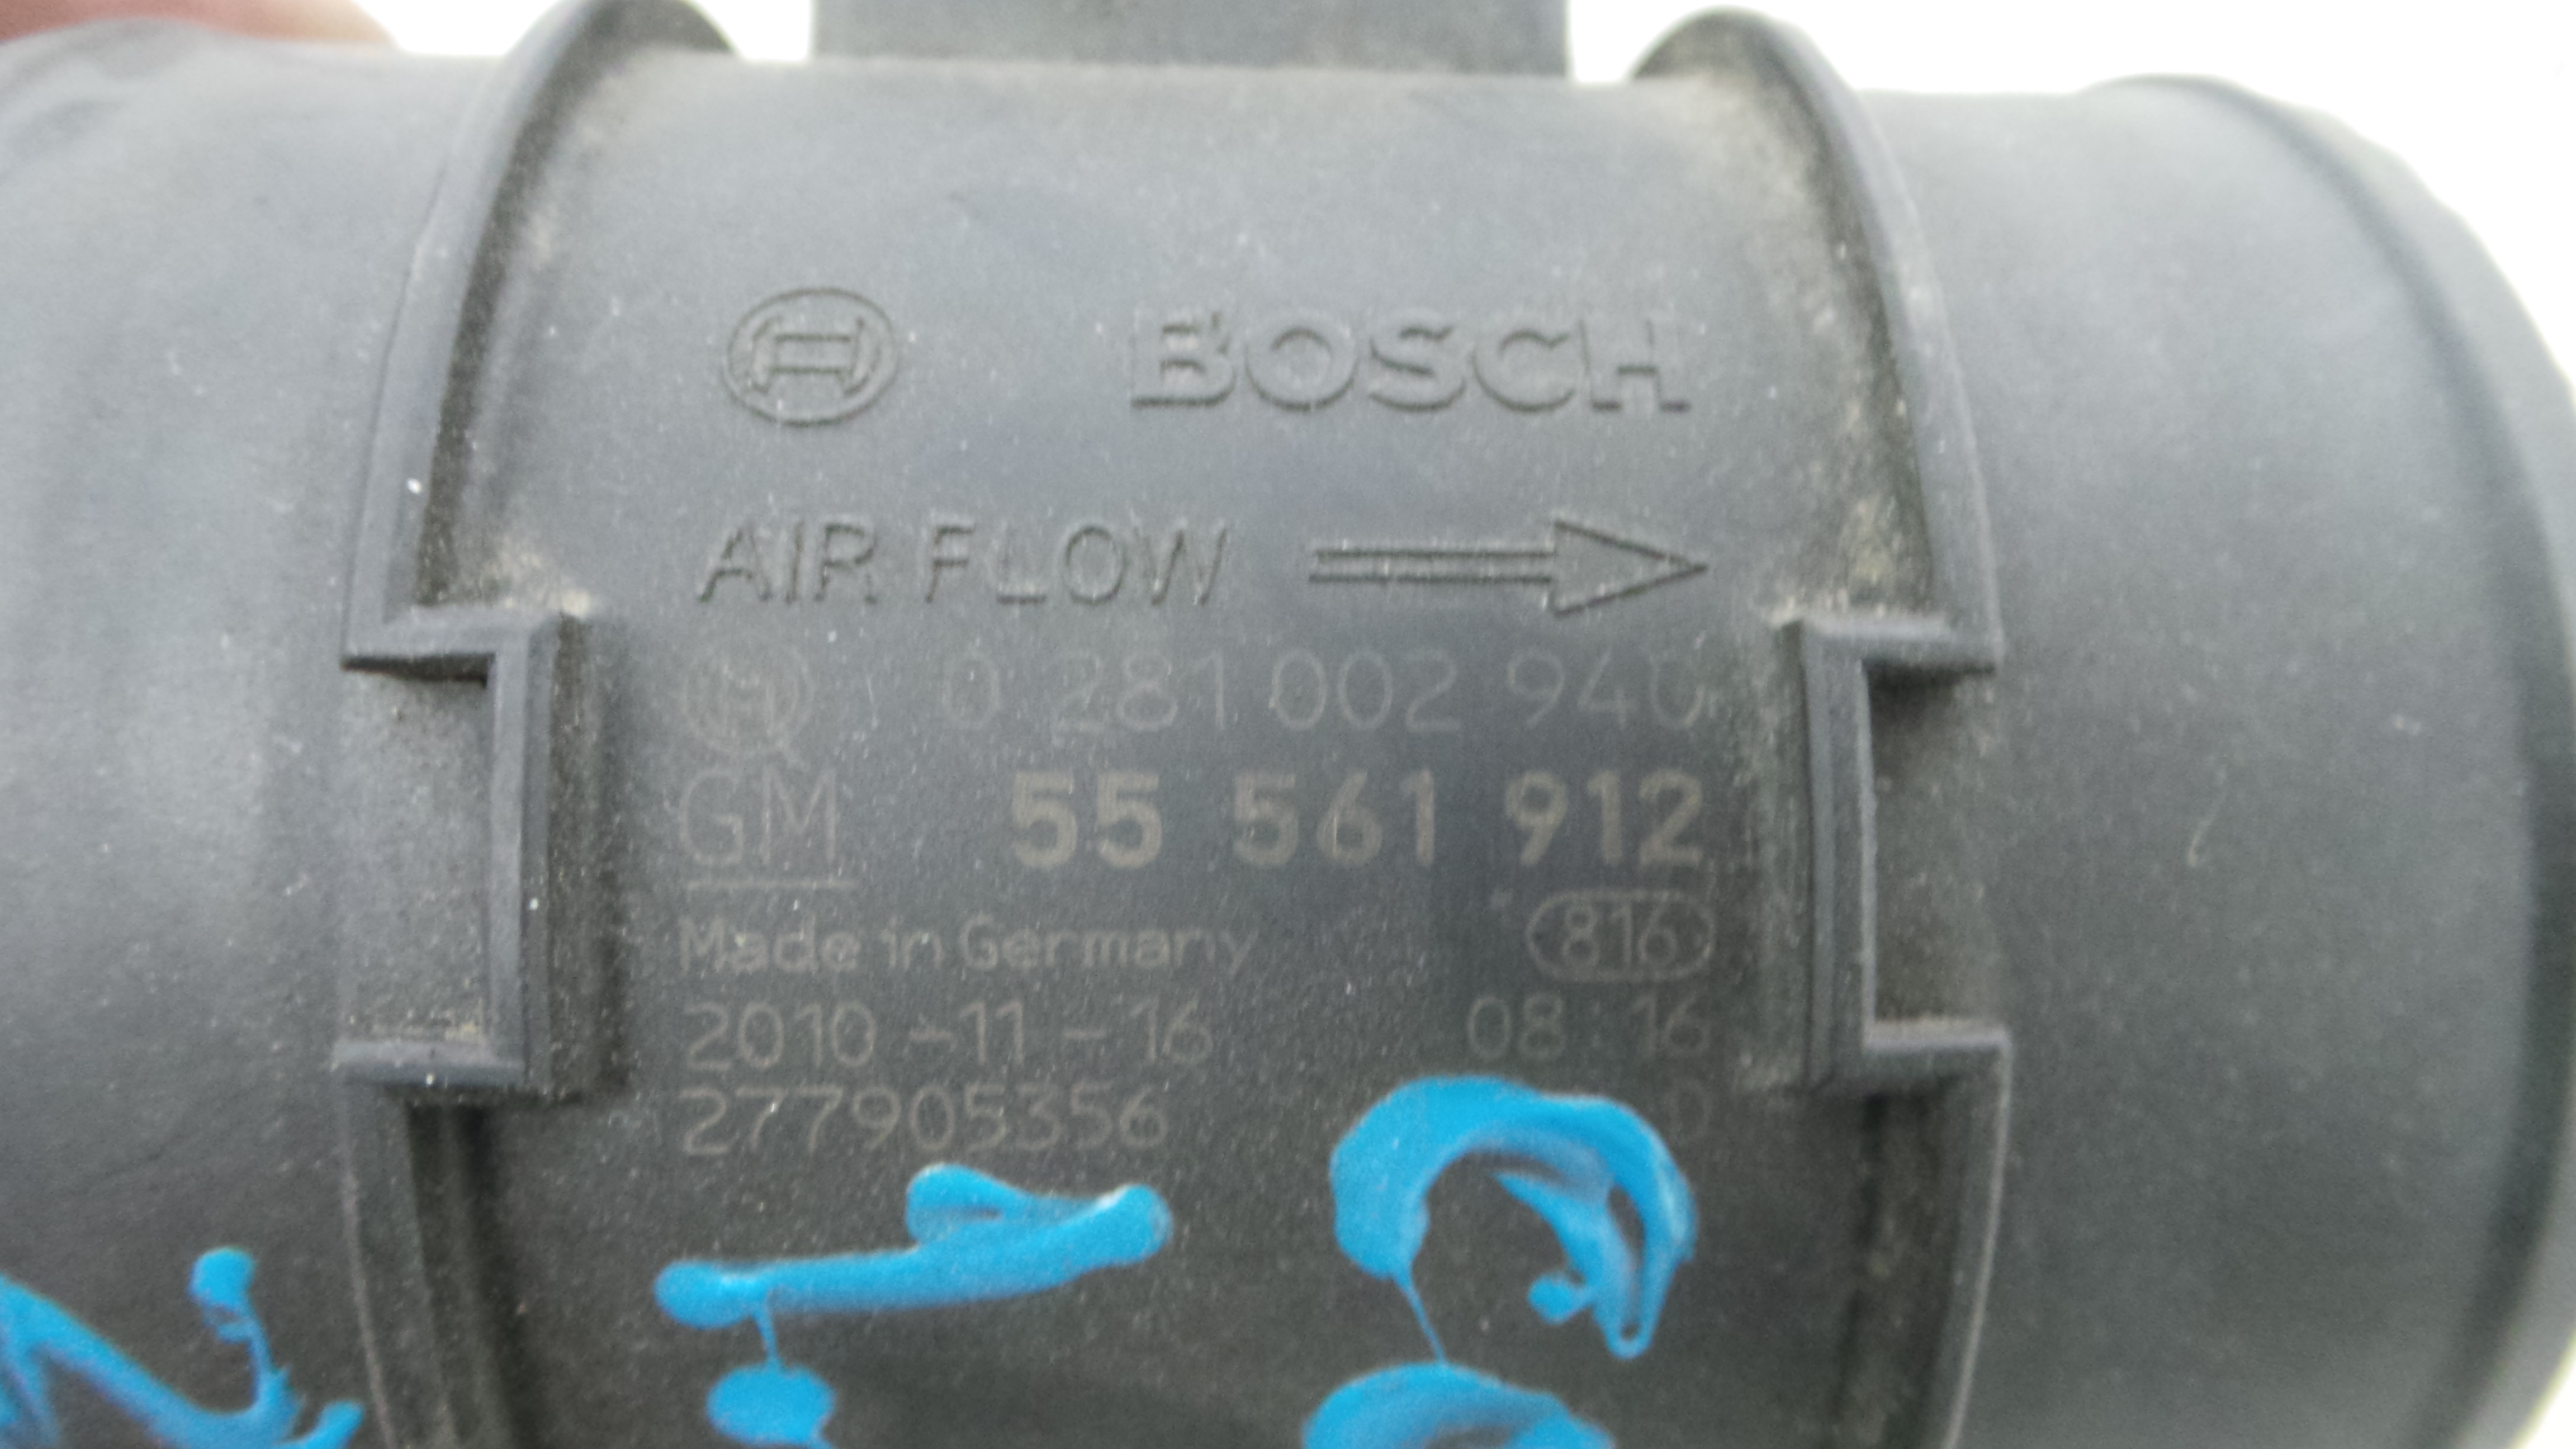 BOSCH
AIR FLOW
0 281 002 940
GM 55 561 912
Made in Germany 816
2010-11-16 08:16
277905356 0